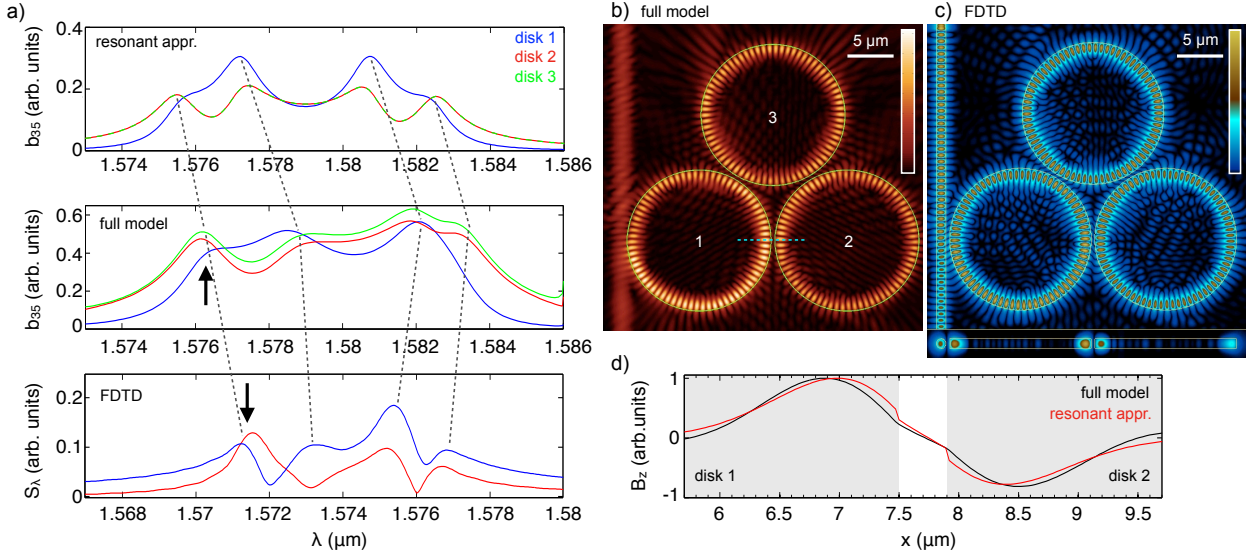 a)
resonant appr.
disk 1
disk 2
disk 3
b35 (arb. units)
0.4
0.2
0
1.574 1.576 1.578 1.58 1.582 1.584 1.586
full model
b35 (arb. units)
0.6
0.4
0.2
0
1.574 1.576 1.578 1.58 1.582 1.584 1.586
FDTD
Sλ (arb. units)
0.2
0.1
0
1.568 1.57 1.572 1.574 1.576 1.578 1.58
λ (μm)
b) full model
5 μm
3
1
2
c) FDTD
5 μm
d)
full model
resonant appr.
Bz (arb.units)
1
0
-1
disk 1
disk 2
6 6.5 7 7.5 8 8.5 9 9.5
x (μm)